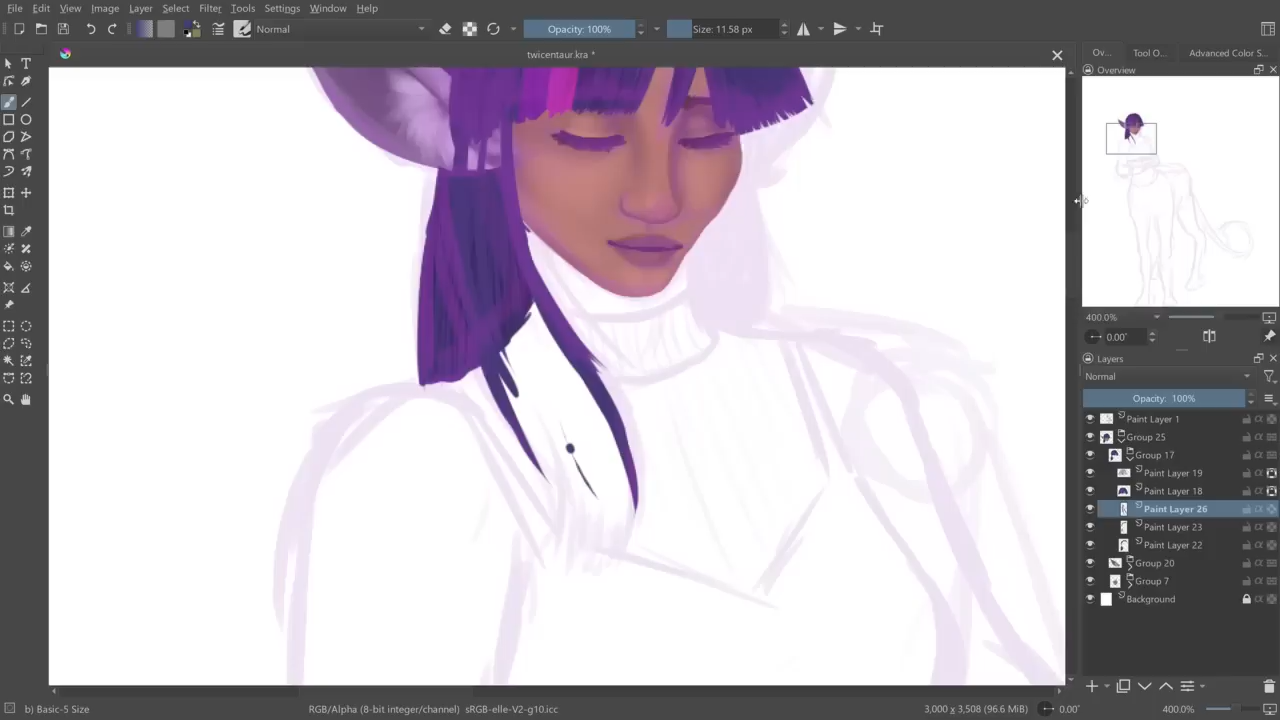 File Edit View Image Layer Select Filter Tools Settings Window Help
Normal Opacity: 100% Size: 11.58 px
twicentaur.kra *
Ov... Tool O... Advanced Color S...
Overview
400.0%
0.00°
Layers
Normal
Opacity: 100%
Paint Layer 1
Group 25
Group 17
Paint Layer 19
Paint Layer 18
Paint Layer 26
Paint Layer 23
Paint Layer 22
Group 20
Group 7
Background
b) Basic-5 Size RGB/Alpha (8-bit integer/channel) sRGB-elle-V2-g10.icc 3,000 x 3,508 (96.6 MiB) 0.00° 400.0%